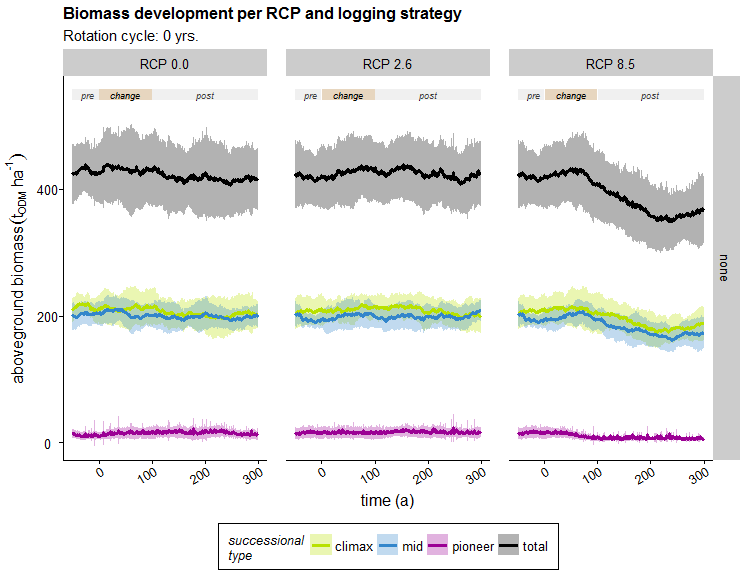 Biomass development per RCP and logging strategy
Rotation cycle: 0 yrs.
RCP 0.0
RCP 2.6
RCP 8.5
pre change post
pre change post
pre change post
none
aboveground biomass (t_ODM ha⁻¹)
400
200
0
0 100 200 300
0 100 200 300
0 100 200 300
time (a)
successional
type
climax
mid
pioneer
total